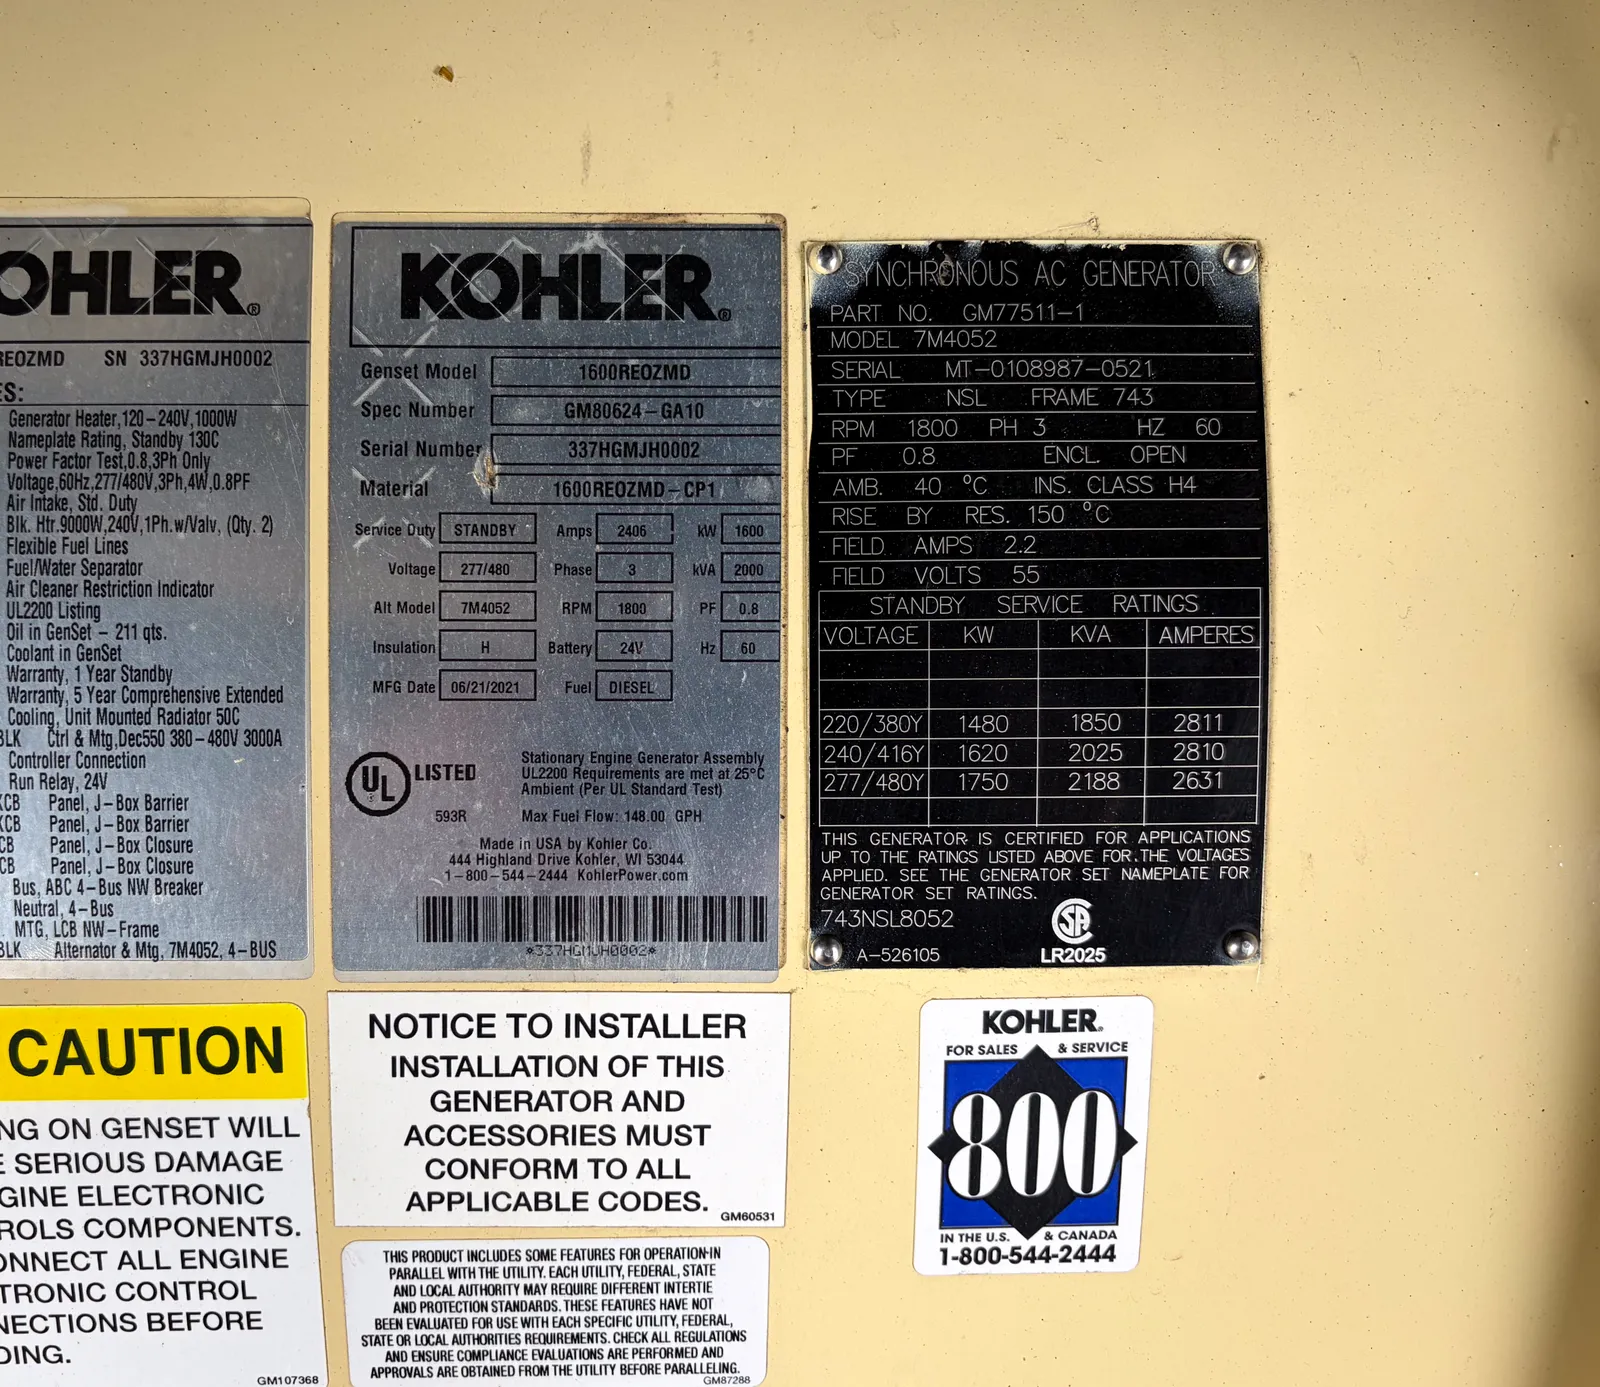 OHLER®
REOZMD SN 337HGMJH0002
ES:
Generator Heater,120-240V,1000W
Nameplate Rating, Standby 130C
Power Factor Test,0.8,3Ph Only
Voltage,60Hz,277/480V,3Ph,4W,0.8PF
Air Intake, Std. Duty
Blk. Htr.9000W,240V,1Ph.w/Valv, (Qty. 2)
Flexible Fuel Lines
Fuel/Water Separator
Air Cleaner Restriction Indicator
UL2200 Listing
Oil in GenSet - 211 qts.
Coolant in GenSet
Warranty, 1 Year Standby
Warranty, 5 Year Comprehensive Extended
Cooling, Unit Mounted Radiator 50C
BLK Ctrl & Mtg,Dec550 380-480V 3000A
Controller Connection
Run Relay, 24V
KCB Panel, J-Box Barrier
KCB Panel, J-Box Barrier
CB Panel, J-Box Closure
CB Panel, J-Box Closure
Bus, ABC 4-Bus NW Breaker
Neutral, 4-Bus
. MTG, LCB NW-Frame
BLK Alternator & Mtg, 7M4052, 4-BUS
CAUTION
NG ON GENSET WILL
E SERIOUS DAMAGE
GINE ELECTRONIC
ROLS COMPONENTS.
ONNECT ALL ENGINE
TRONIC CONTROL
NECTIONS BEFORE
DING.
GM107368
KOHLER®
Genset Model 1600REOZMD
Spec Number GM80624-GA10
Serial Number 337HGMJH0002
Material 1600REOZMD-CP1
Service Duty STANDBY Amps 2406 kW 1600
Voltage 277/480 Phase 3 kVA 2000
Alt Model 7M4052 RPM 1800 PF 0.8
Insulation H Battery 24V Hz 60
MFG Date 06/21/2021 Fuel DIESEL
UL LISTED
593R
Stationary Engine Generator Assembly
UL2200 Requirements are met at 25°C
Ambient (Per UL Standard Test)
Max Fuel Flow: 148.00 GPH
Made in USA by Kohler Co.
444 Highland Drive Kohler, WI 53044
1-800-544-2444 KohlerPower.com
*337HGMJH0002*
NOTICE TO INSTALLER
INSTALLATION OF THIS
GENERATOR AND
ACCESSORIES MUST
CONFORM TO ALL
APPLICABLE CODES.
GM60531
THIS PRODUCT INCLUDES SOME FEATURES FOR OPERATION IN
PARALLEL WITH THE UTILITY. EACH UTILITY, FEDERAL, STATE
AND LOCAL AUTHORITY MAY REQUIRE DIFFERENT INTERTIE
AND PROTECTION STANDARDS. THESE FEATURES HAVE NOT
BEEN EVALUATED FOR USE WITH EACH SPECIFIC UTILITY, FEDERAL,
STATE OR LOCAL AUTHORITIES REQUIREMENTS. CHECK ALL REGULATIONS
AND ENSURE COMPLIANCE EVALUATIONS ARE PERFORMED AND
APPROVALS ARE OBTAINED FROM THE UTILITY BEFORE PARALLELING.
GM87288
SYNCHRONOUS AC GENERATOR
PART NO. GM77511-1
MODEL 7M4052
SERIAL MT-0108987-0521
TYPE NSL FRAME 743
RPM 1800 PH 3 HZ 60
PF 0.8 ENCL. OPEN
AMB. 40 °C INS. CLASS H4
RISE BY RES. 150 °C
FIELD AMPS 2.2
FIELD VOLTS 55
STANDBY SERVICE RATINGS
VOLTAGE KW KVA AMPERES
220/380Y 1480 1850 2811
240/416Y 1620 2025 2810
277/480Y 1750 2188 2631
THIS GENERATOR IS CERTIFIED FOR APPLICATIONS
UP TO THE RATINGS LISTED ABOVE FOR THE VOLTAGES
APPLIED. SEE THE GENERATOR SET NAMEPLATE FOR
GENERATOR SET RATINGS.
743NSL8052
A-526105
SA
LR2025
KOHLER®
FOR SALES & SERVICE
800
IN THE U.S. & CANADA
1-800-544-2444